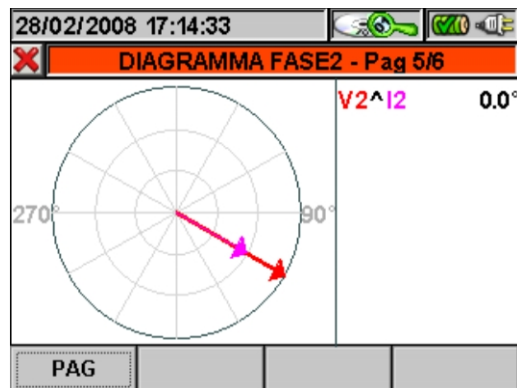 28/02/2008 17:14:33
DIAGRAMMA FASE2 - Pag 5/6
V2^I2 0.0°
270° 90°
PAG